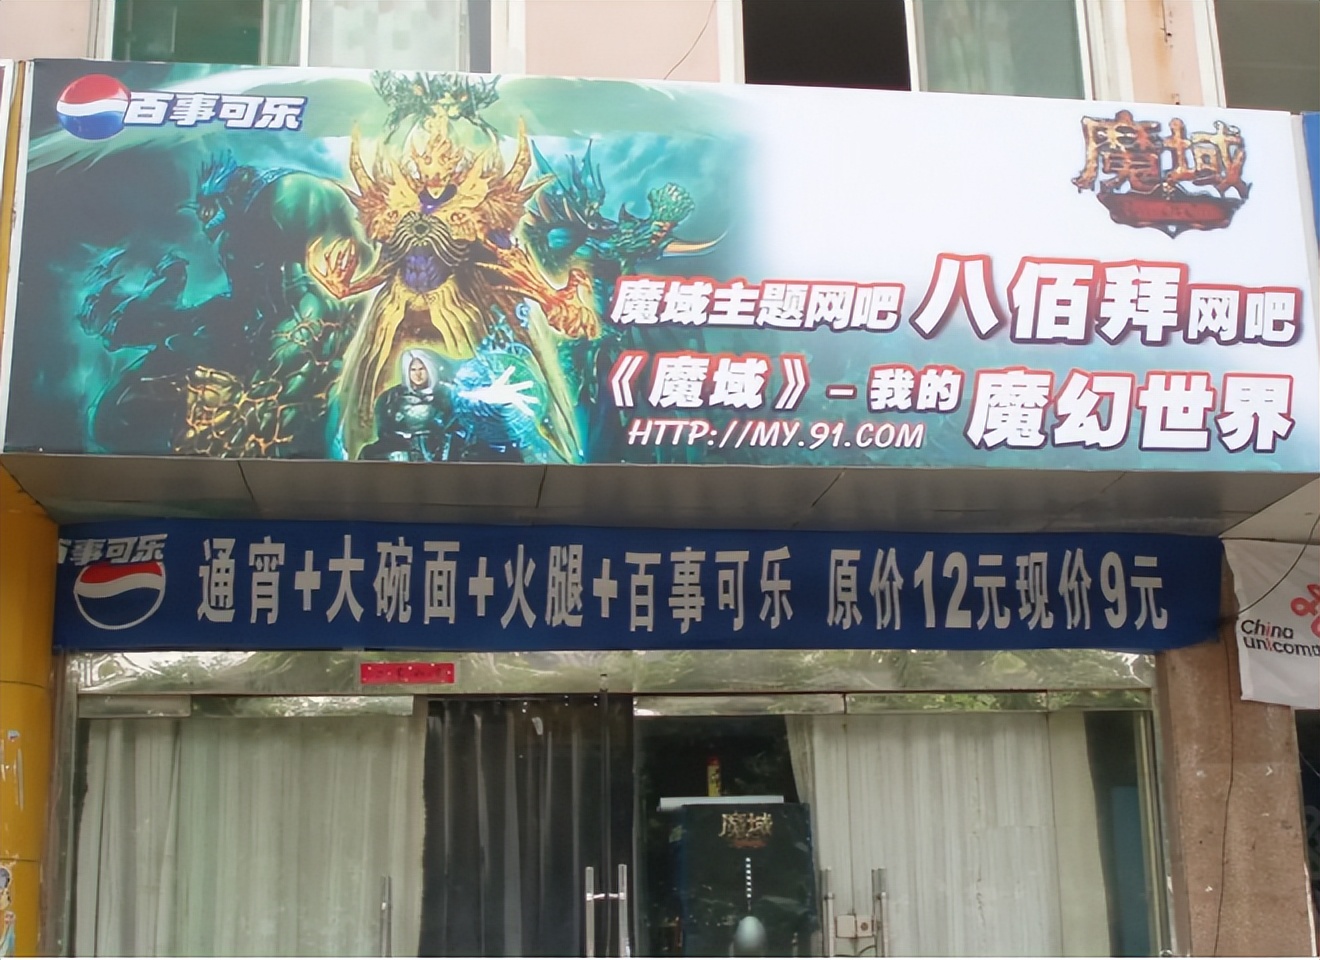 百事可乐
魔域
魔域主题网吧 八佰拜网吧
《魔域》-我的 魔幻世界
HTTP://MY.91.COM
百事可乐
通宵+大碗面+火腿+百事可乐 原价12元现价9元
China
unicom
魔域